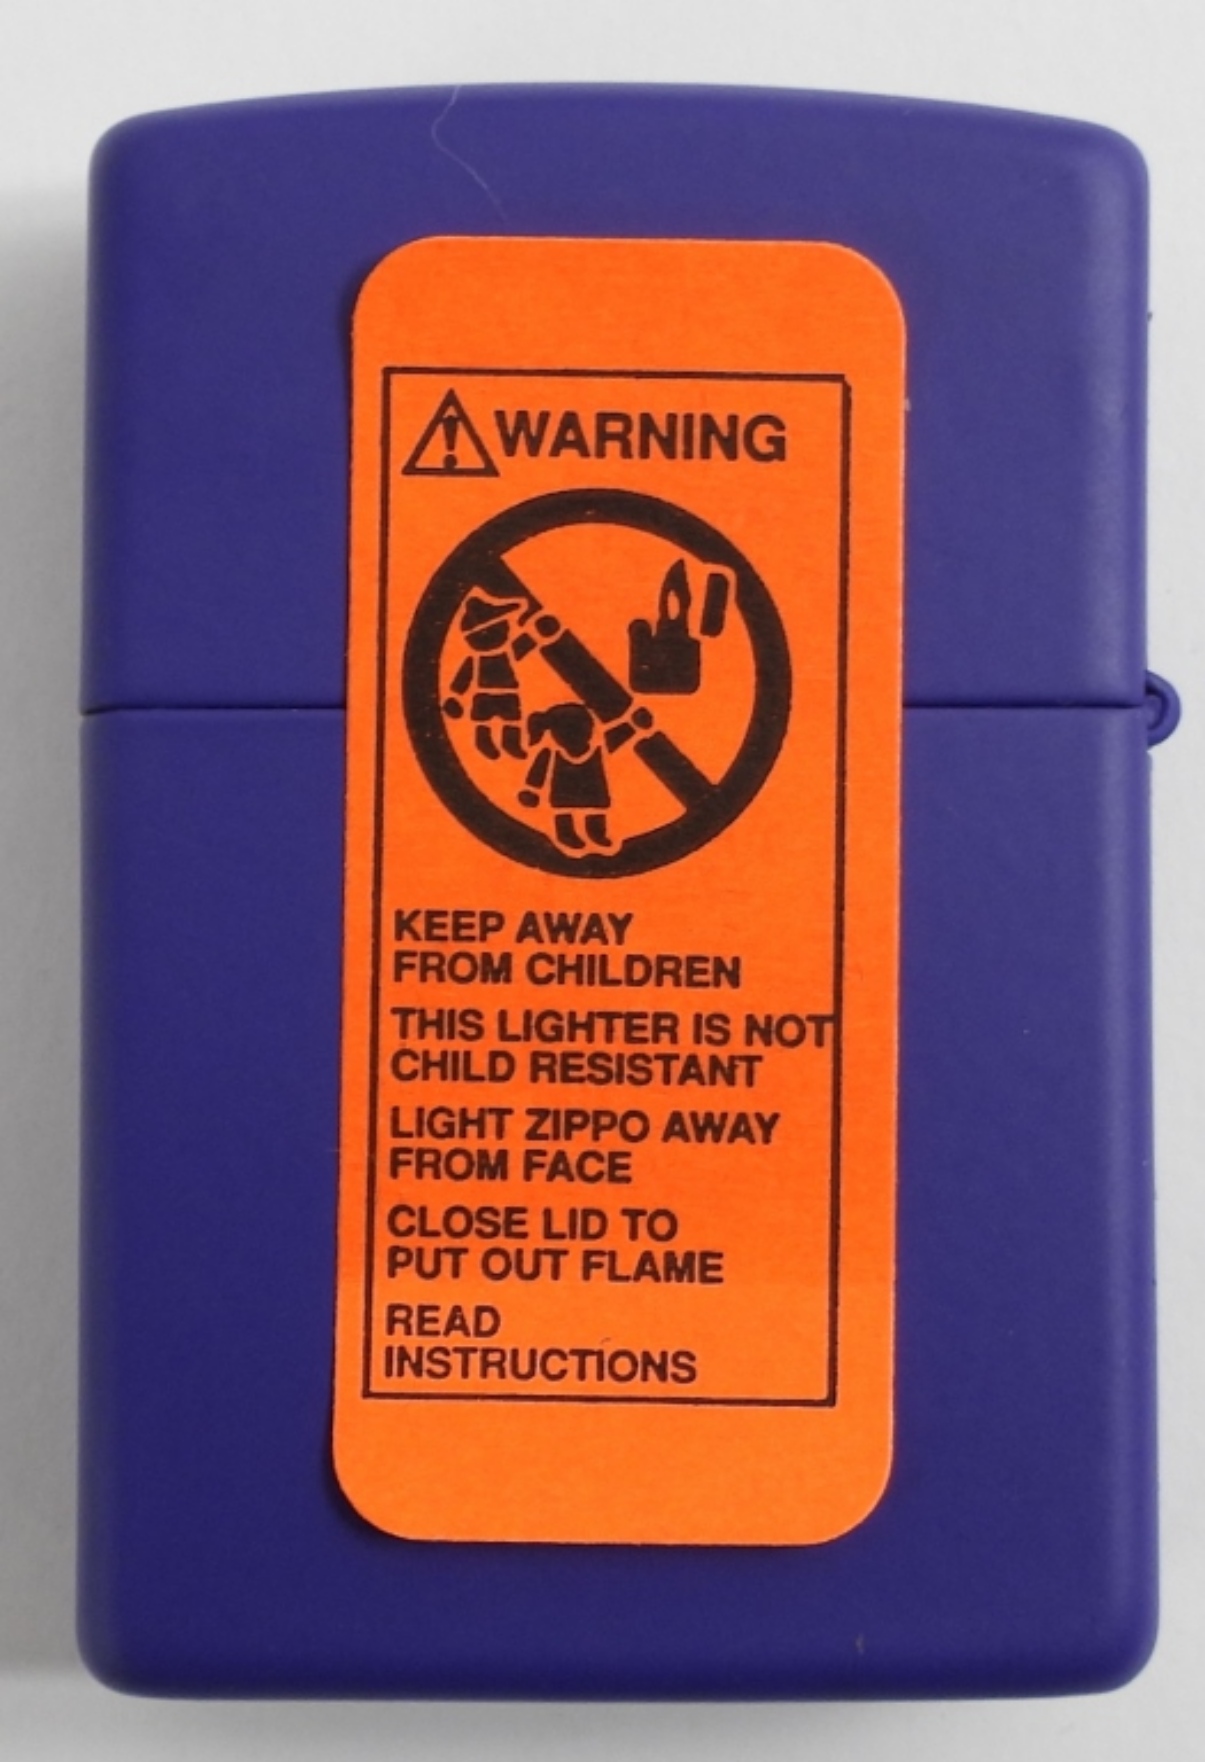 WARNING
KEEP AWAY
FROM CHILDREN
THIS LIGHTER IS NOT
CHILD RESISTANT
LIGHT ZIPPO AWAY
FROM FACE
CLOSE LID TO
PUT OUT FLAME
READ
INSTRUCTIONS